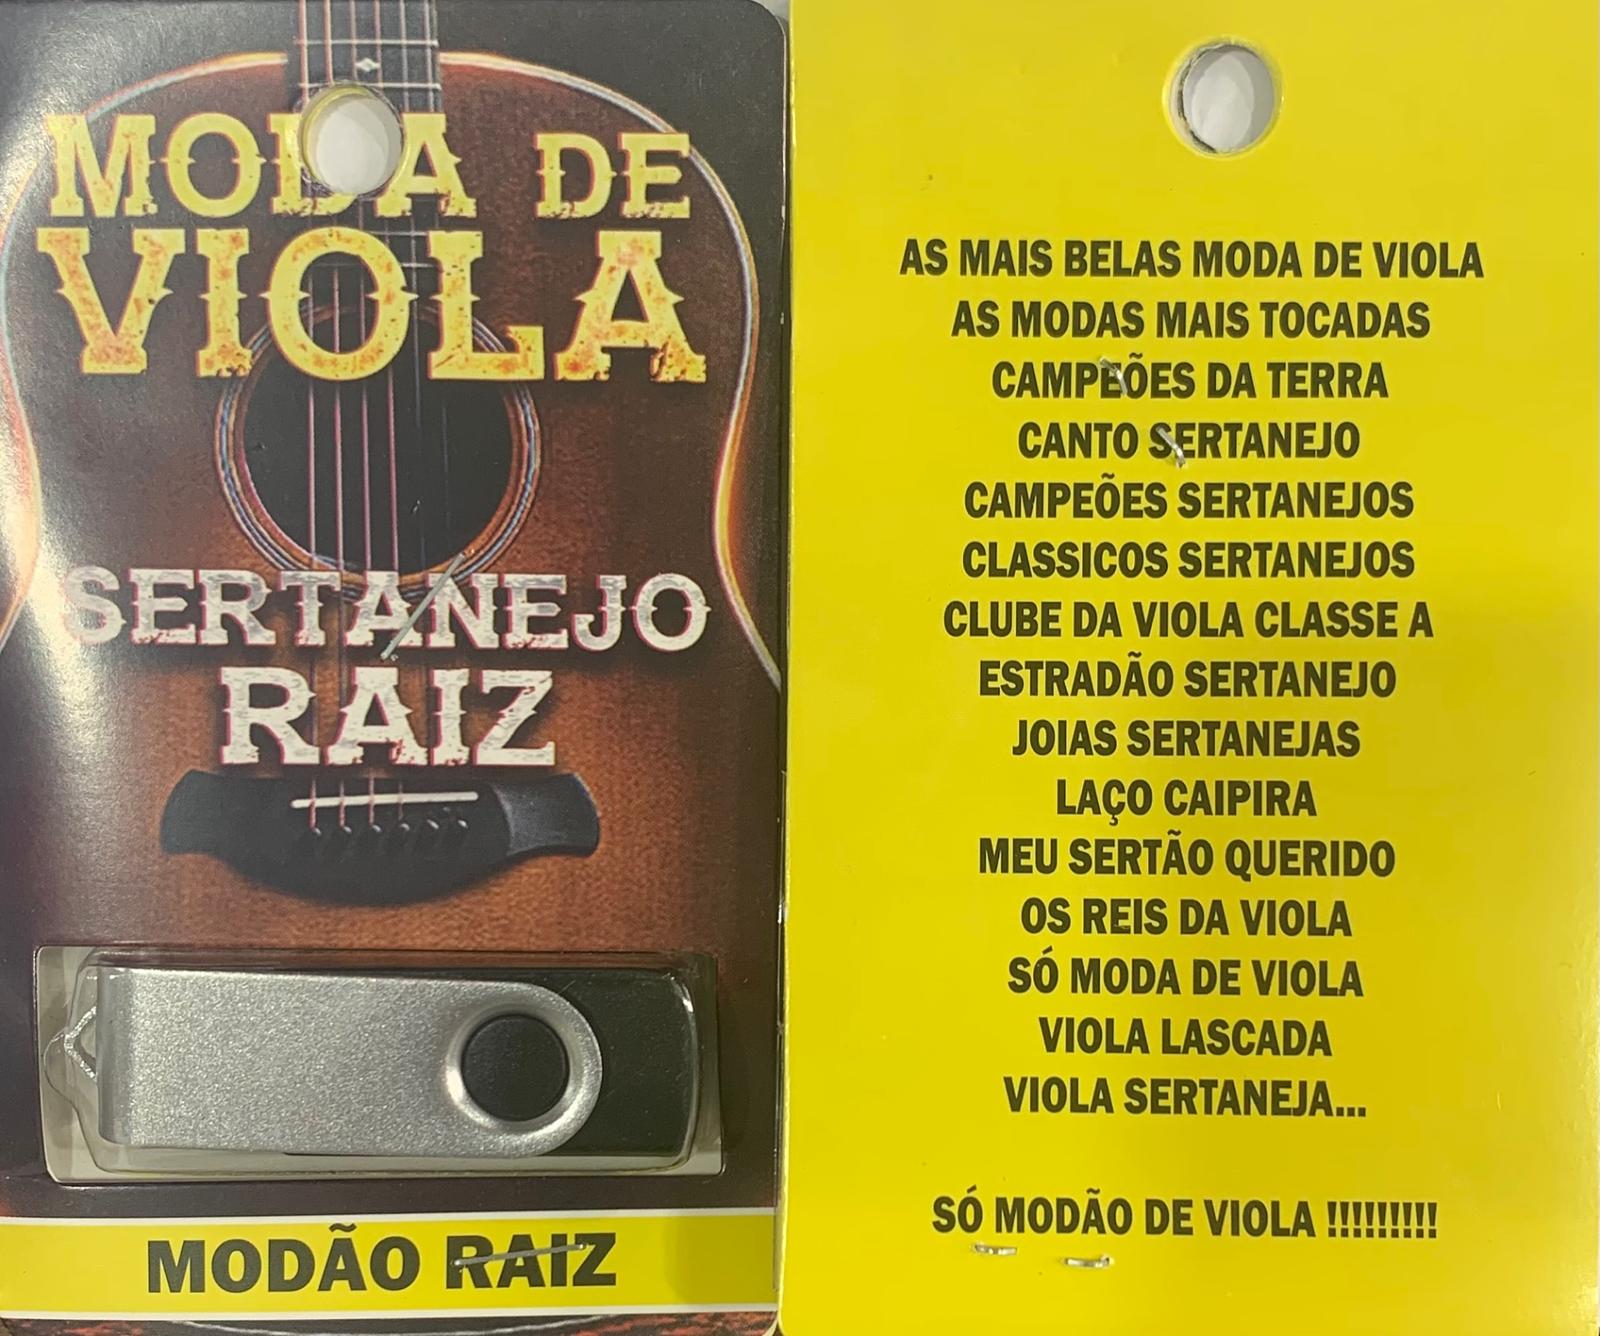 MODA DE
VIOLA
SERTANEJO
RAIZ
MODÃO RAIZ
AS MAIS BELAS MODA DE VIOLA
AS MODAS MAIS TOCADAS
CAMPEÕES DA TERRA
CANTO SERTANEJO
CAMPEÕES SERTANEJOS
CLASSICOS SERTANEJOS
CLUBE DA VIOLA CLASSE A
ESTRADÃO SERTANEJO
JOIAS SERTANEJAS
LAÇO CAIPIRA
MEU SERTÃO QUERIDO
OS REIS DA VIOLA
SÓ MODA DE VIOLA
VIOLA LASCADA
VIOLA SERTANEJA...
SÓ MODÃO DE VIOLA !!!!!!!!!